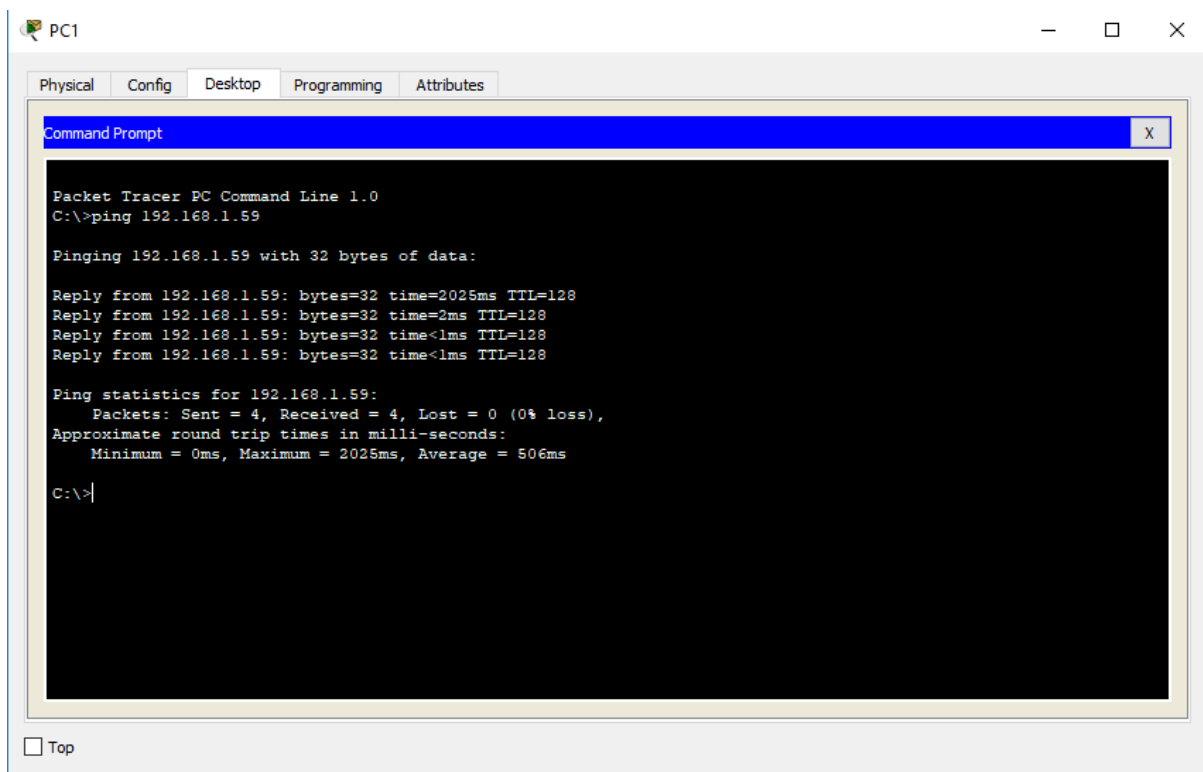 PC1
Physical Config Desktop Programming Attributes
Command Prompt X
Packet Tracer PC Command Line 1.0
C:\>ping 192.168.1.59
Pinging 192.168.1.59 with 32 bytes of data:
Reply from 192.168.1.59: bytes=32 time=2025ms TTL=128
Reply from 192.168.1.59: bytes=32 time=2ms TTL=128
Reply from 192.168.1.59: bytes=32 time<1ms TTL=128
Reply from 192.168.1.59: bytes=32 time<1ms TTL=128
Ping statistics for 192.168.1.59:
Packets: Sent = 4, Received = 4, Lost = 0 (0% loss),
Approximate round trip times in milli-seconds:
Minimum = 0ms, Maximum = 2025ms, Average = 506ms
C:\>
Top